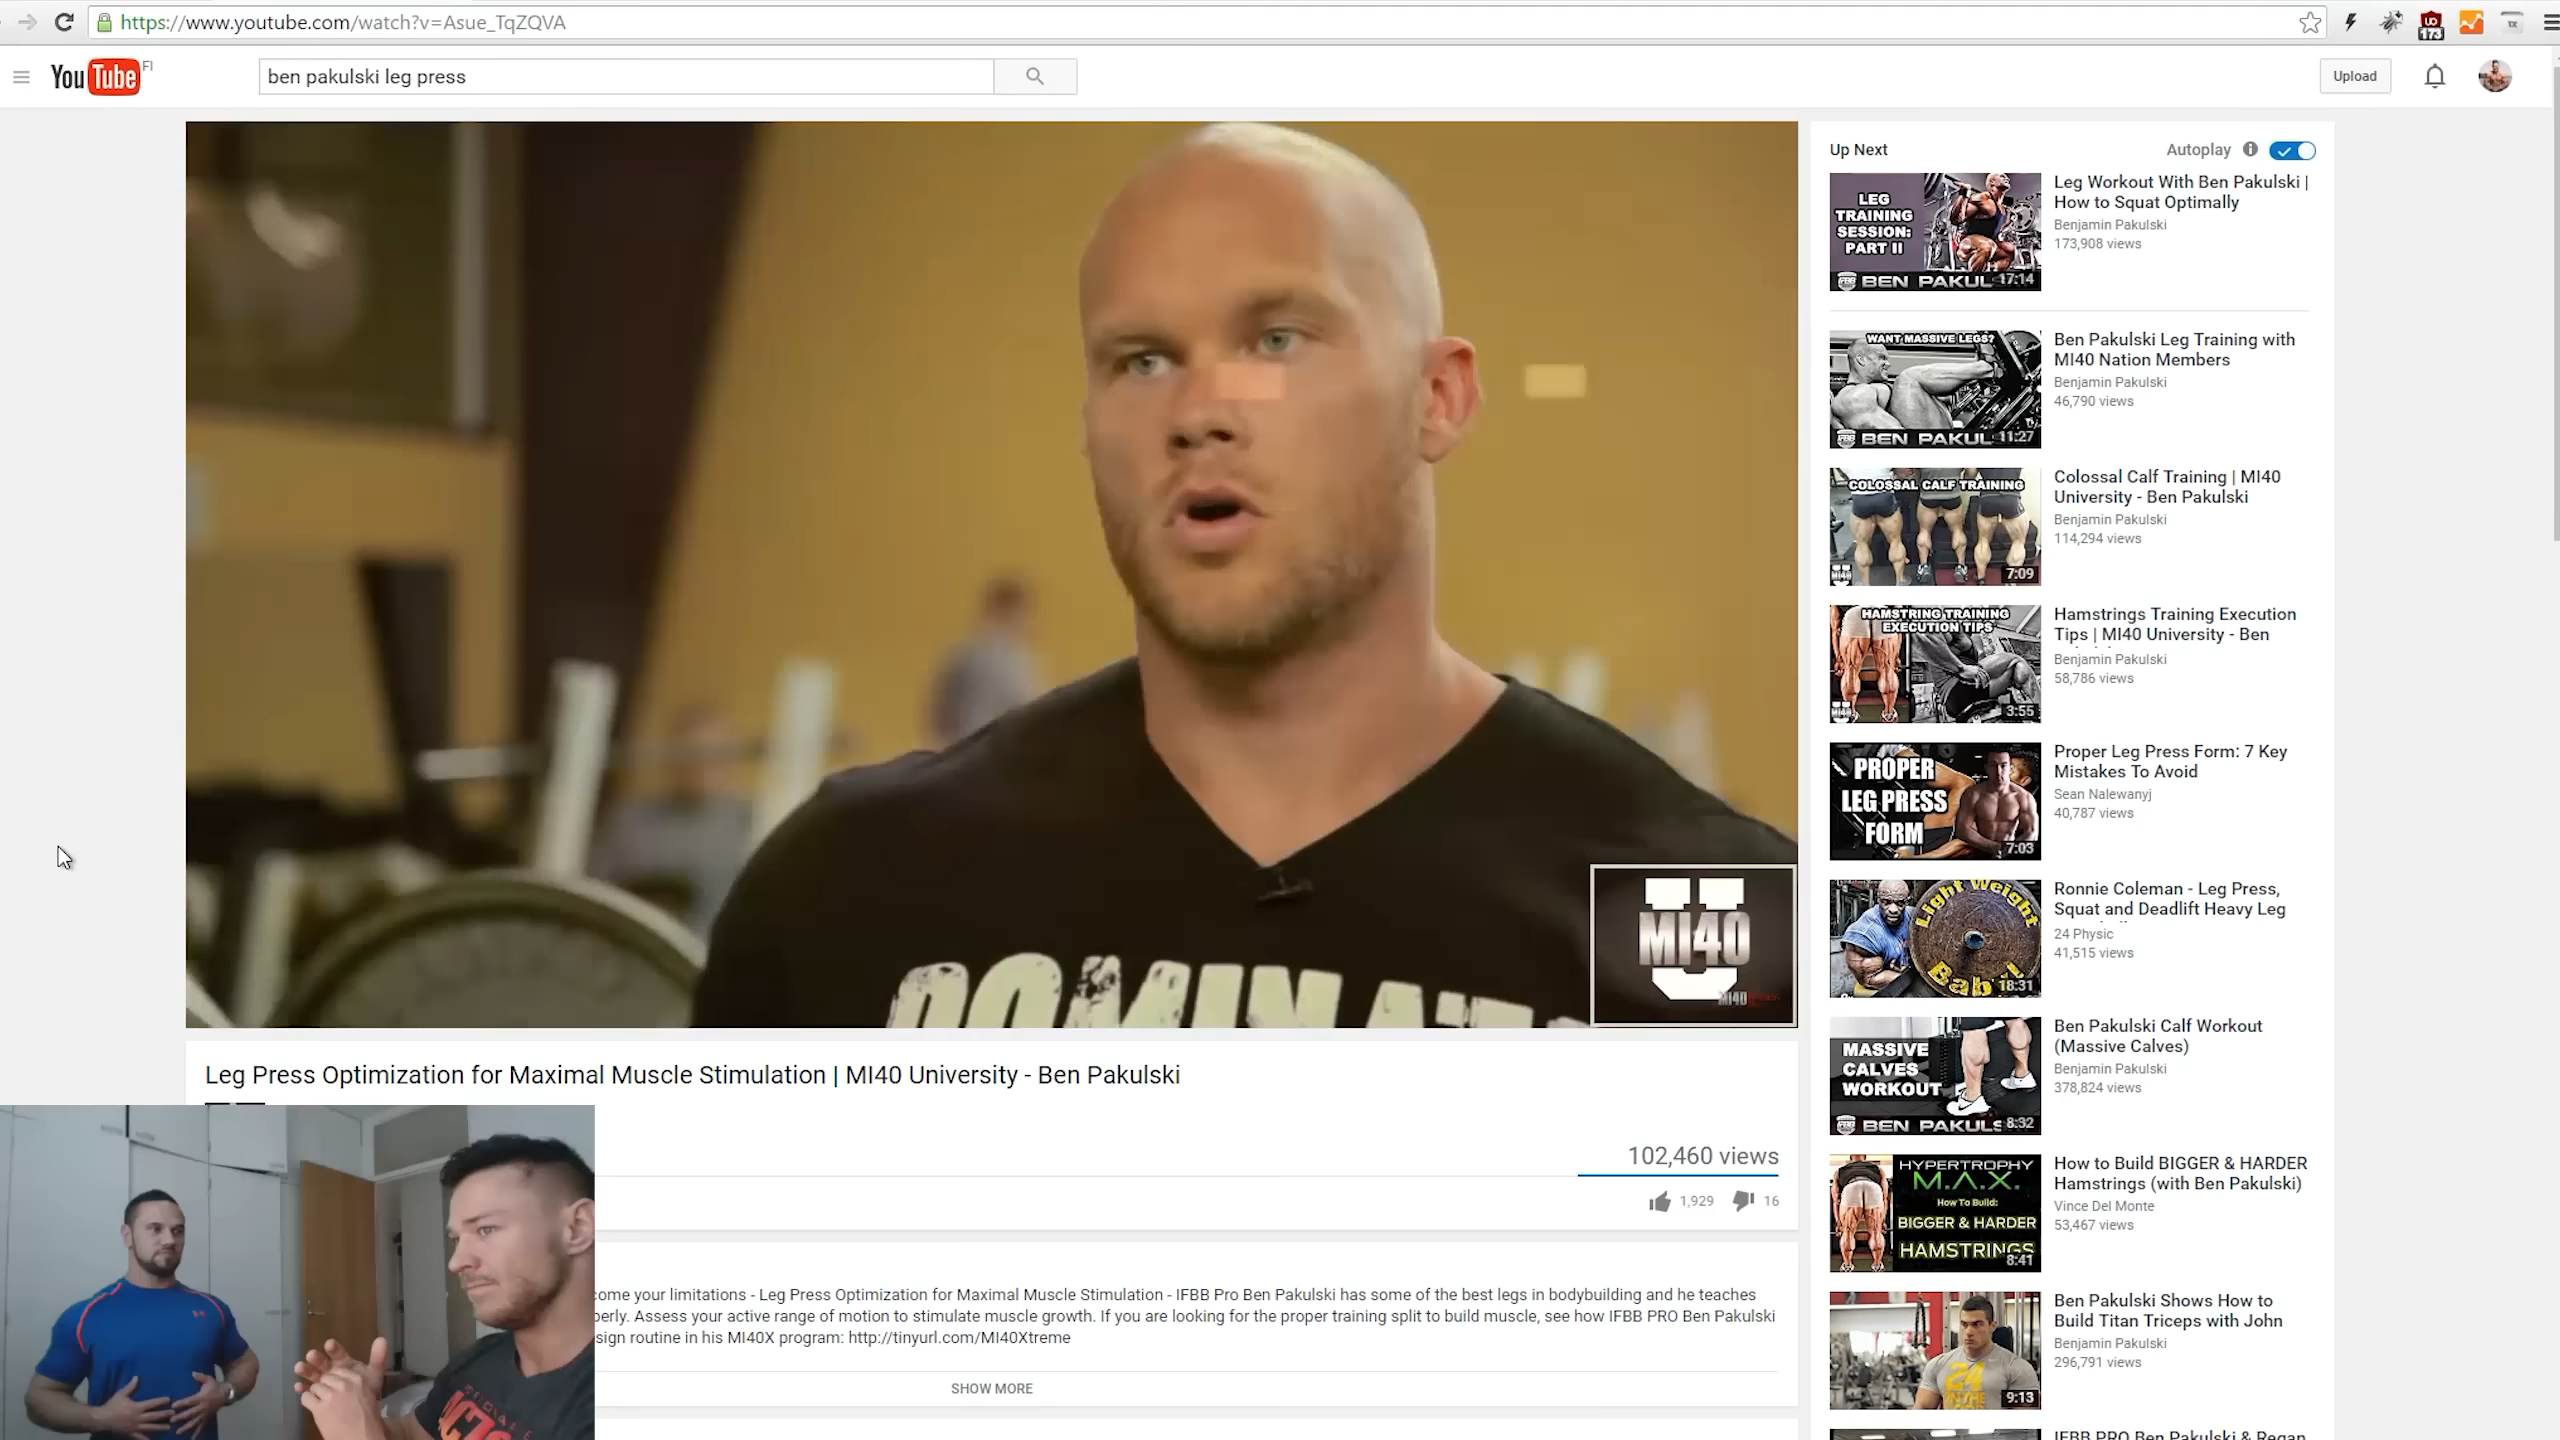 https://www.youtube.com/watch?v=Asue_TqZQVA
173
You Tube FI
ben pakulski leg press
Upload
MI40
DOMINAT
Leg Press Optimization for Maximal Muscle Stimulation | MI40 University - Ben Pakulski
102,460 views
1,929
16
come your limitations - Leg Press Optimization for Maximal Muscle Stimulation - IFBB Pro Ben Pakulski has some of the best legs in bodybuilding and he teaches
perly. Assess your active range of motion to stimulate muscle growth. If you are looking for the proper training split to build muscle, see how IFBB PRO Ben Pakulski
sign routine in his MI40X program: http://tinyurl.com/MI40Xtreme
SHOW MORE
Up Next
Autoplay
LEG
TRAINING
SESSION:
PART II
BEN PAKUL
17:14
Leg Workout With Ben Pakulski |
How to Squat Optimally
Benjamin Pakulski
173,908 views
WANT MASSIVE LEGS?
BEN PAKUL
11:27
Ben Pakulski Leg Training with
MI40 Nation Members
Benjamin Pakulski
46,790 views
COLOSSAL CALF TRAINING
7:09
Colossal Calf Training | MI40
University - Ben Pakulski
Benjamin Pakulski
114,294 views
HAMSTRING TRAINING
EXECUTION TIPS
3:55
Hamstrings Training Execution
Tips | MI40 University - Ben
Benjamin Pakulski
58,786 views
PROPER
LEG PRESS
FORM
7:03
Proper Leg Press Form: 7 Key
Mistakes To Avoid
Sean Nalewanyj
40,787 views
Light Weight
Bab
18:31
Ronnie Coleman - Leg Press,
Squat and Deadlift Heavy Leg
24 Physic
41,515 views
MASSIVE
CALVES
WORKOUT
BEN PAKULS
8:32
Ben Pakulski Calf Workout
(Massive Calves)
Benjamin Pakulski
378,824 views
HYPERTROPHY
M.A.X.
How To Build:
BIGGER & HARDER
HAMSTRINGS
8:41
How to Build BIGGER & HARDER
Hamstrings (with Ben Pakulski)
Vince Del Monte
53,467 views
24
9:13
Ben Pakulski Shows How to
Build Titan Triceps with John
Benjamin Pakulski
296,791 views
IFBB PRO Ben Pakulski & Regan